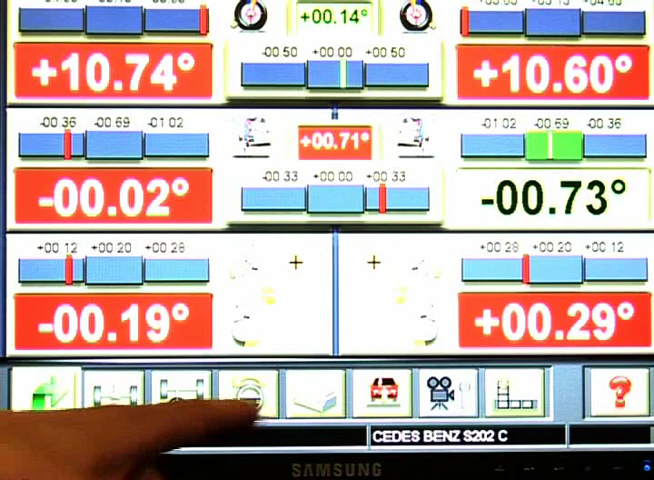 +00.14°
+10.74°
-00.50 +00.00 +00.50
+10.60°
-00.36 -00.69 -01.02
+00.71°
-01.02 -00.69 -00.36
-00.02°
-00.33 +00.00 +00.33
-00.73°
+00.12 +00.20 +00.28
+00.28 +00.20 +00.12
-00.19°
+00.29°
?
CEDES BENZ S202 C
SAMSUNG